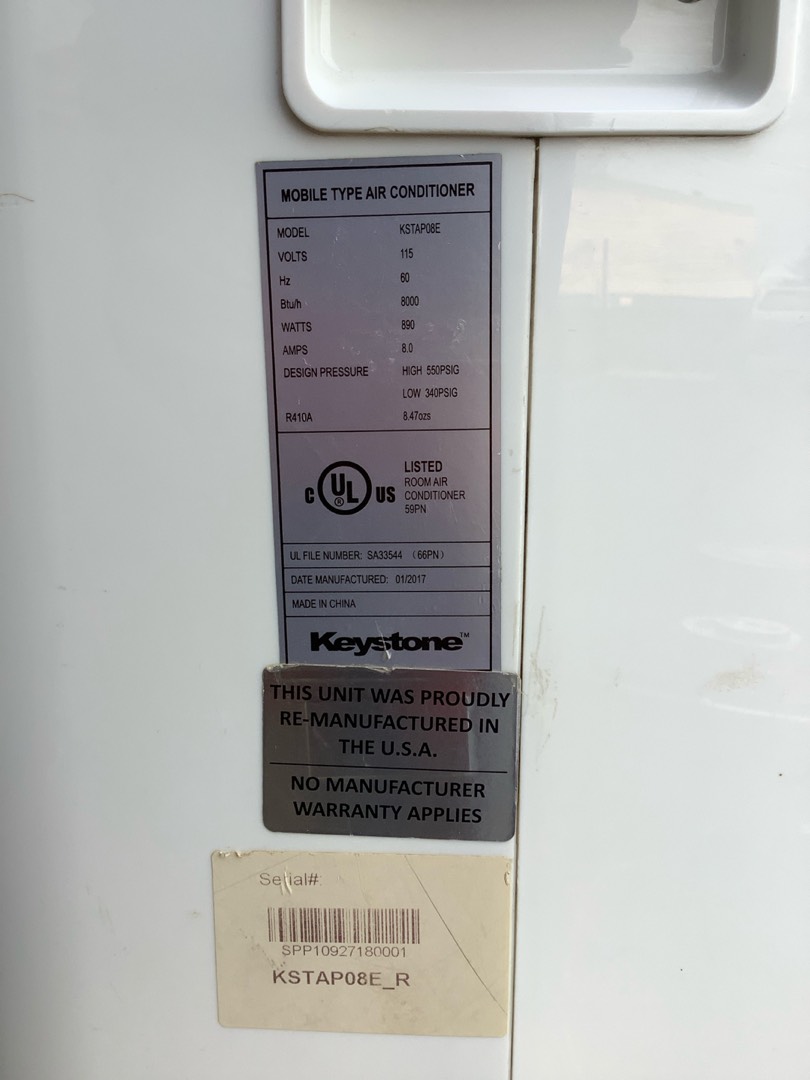 MOBILE TYPE AIR CONDITIONER
MODEL KSTAP08E
VOLTS 115
Hz 60
Btu/h 8000
WATTS 890
AMPS 8.0
DESIGN PRESSURE HIGH 550PSIG
LOW 340PSIG
R410A 8.47ozs
C UL ® US
LISTED
ROOM AIR
CONDITIONER
59PN
UL FILE NUMBER: SA33544 (66PN)
DATE MANUFACTURED: 01/2017
MADE IN CHINA
Keystone™
THIS UNIT WAS PROUDLY
RE-MANUFACTURED IN
THE U.S.A.
NO MANUFACTURER
WARRANTY APPLIES
Serial#:
SPP10927180001
KSTAP08E_R